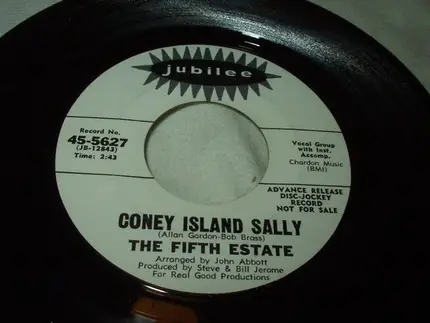 jubilee
Record No.
45-5627
(JB-12843)
Time: 2:43
Vocal Group
with Inst.
Accomp.
Chardon Music
(BMI)
ADVANCE RELEASE
DISC-JOCKEY
RECORD
NOT FOR SALE
CONEY ISLAND SALLY
(Allan Gordon-Bob Brass)
THE FIFTH ESTATE
Arranged by John Abbott
Produced by Steve & Bill Jerome
For Real Good Productions